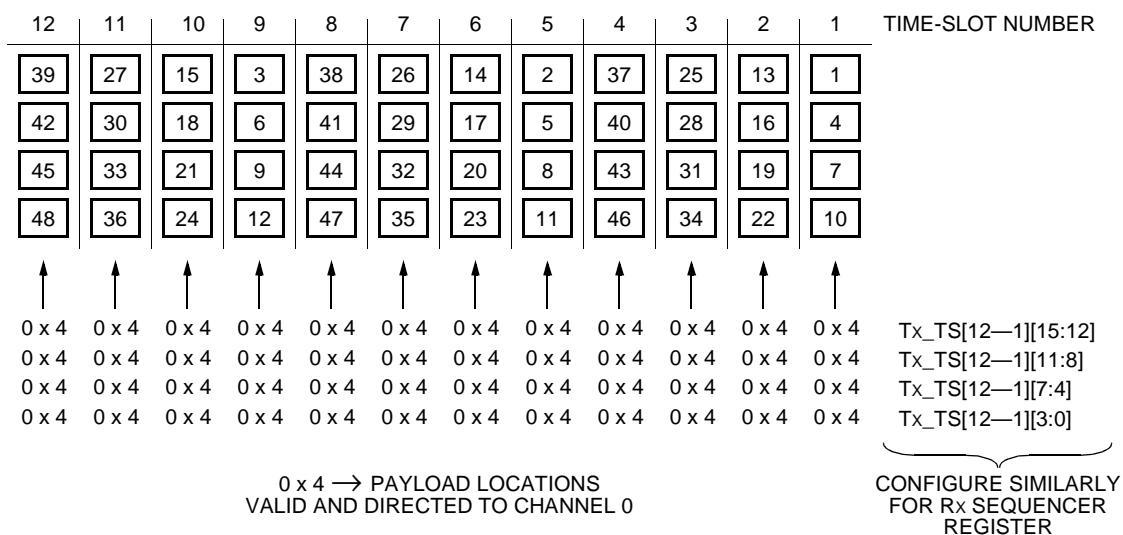 12 11 10 9 8 7 6 5 4 3 2 1 TIME-SLOT NUMBER
39 27 15 3 38 26 14 2 37 25 13 1
42 30 18 6 41 29 17 5 40 28 16 4
45 33 21 9 44 32 20 8 43 31 19 7
48 36 24 12 47 35 23 11 46 34 22 10
0 x 4 0 x 4 0 x 4 0 x 4 0 x 4 0 x 4 0 x 4 0 x 4 0 x 4 0 x 4 0 x 4 0 x 4 TX_TS[12—1][15:12]
0 x 4 0 x 4 0 x 4 0 x 4 0 x 4 0 x 4 0 x 4 0 x 4 0 x 4 0 x 4 0 x 4 0 x 4 TX_TS[12—1][11:8]
0 x 4 0 x 4 0 x 4 0 x 4 0 x 4 0 x 4 0 x 4 0 x 4 0 x 4 0 x 4 0 x 4 0 x 4 TX_TS[12—1][7:4]
0 x 4 0 x 4 0 x 4 0 x 4 0 x 4 0 x 4 0 x 4 0 x 4 0 x 4 0 x 4 0 x 4 0 x 4 TX_TS[12—1][3:0]
0 x 4 → PAYLOAD LOCATIONS
VALID AND DIRECTED TO CHANNEL 0
CONFIGURE SIMILARLY
FOR RX SEQUENCER
REGISTER